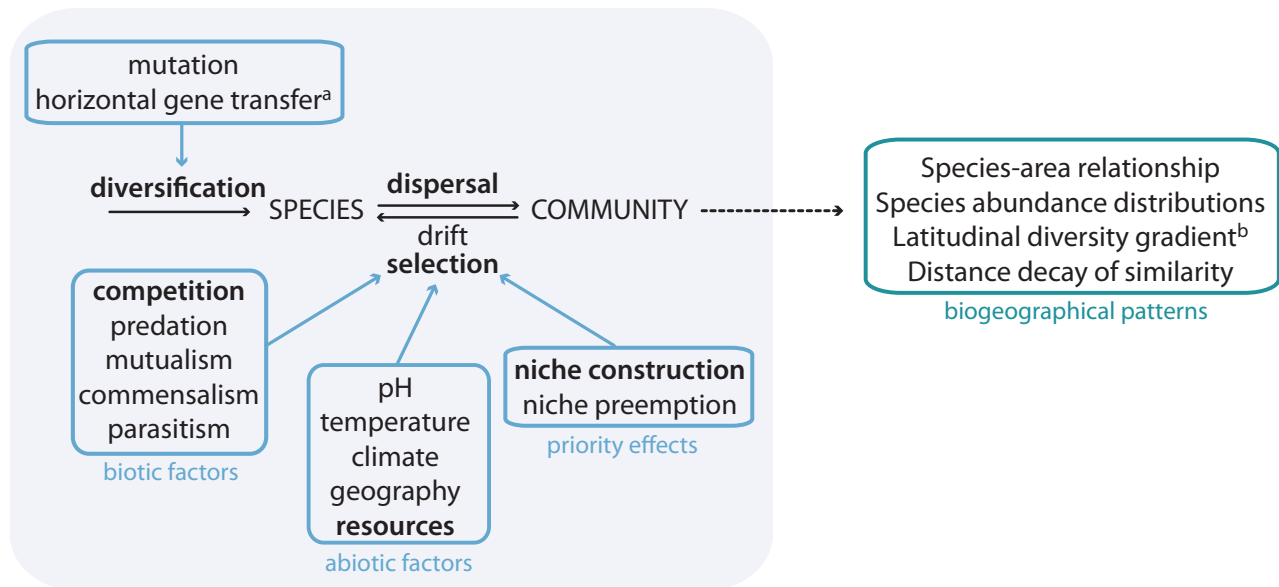 mutation
horizontal gene transferᵃ
diversification
SPECIES
dispersal
COMMUNITY
drift
selection
competition
predation
mutualism
commensalism
parasitism
biotic factors
pH
temperature
climate
geography
resources
abiotic factors
niche construction
niche preemption
priority effects
Species-area relationship
Species abundance distributions
Latitudinal diversity gradientᵇ
Distance decay of similarity
biogeographical patterns